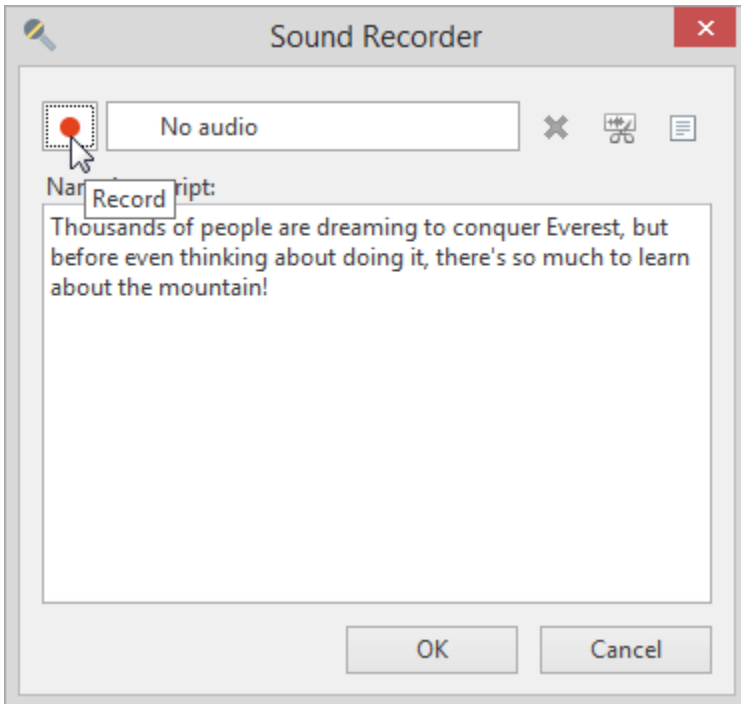 Sound Recorder
No audio
Nar ript:
Record
Thousands of people are dreaming to conquer Everest, but
before even thinking about doing it, there's so much to learn
about the mountain!
OK
Cancel